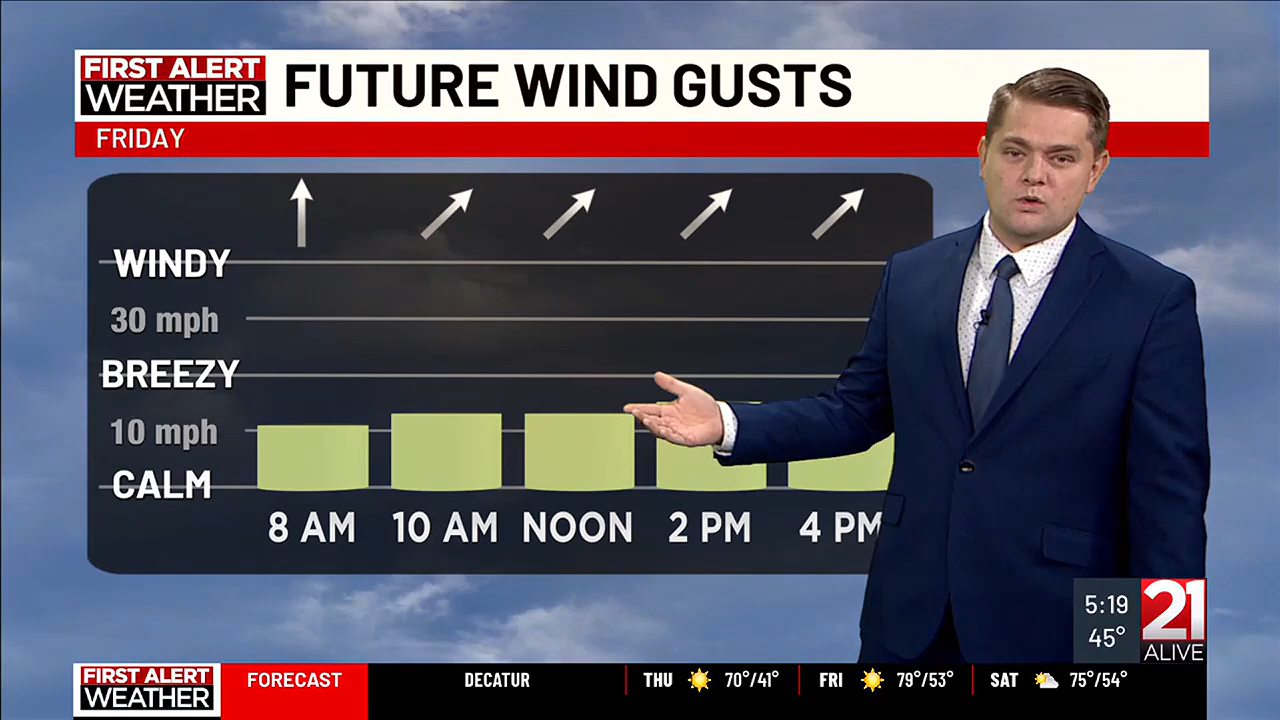 FIRST ALERT
WEATHER
FUTURE WIND GUSTS
FRIDAY
WINDY
30 mph
BREEZY
10 mph
CALM
8 AM 10 AM NOON 2 PM 4 PM
5:19
45°
21
ALIVE
FIRST ALERT
WEATHER
FORECAST
DECATUR
THU 70°/41°
FRI 79°/53°
SAT 75°/54°